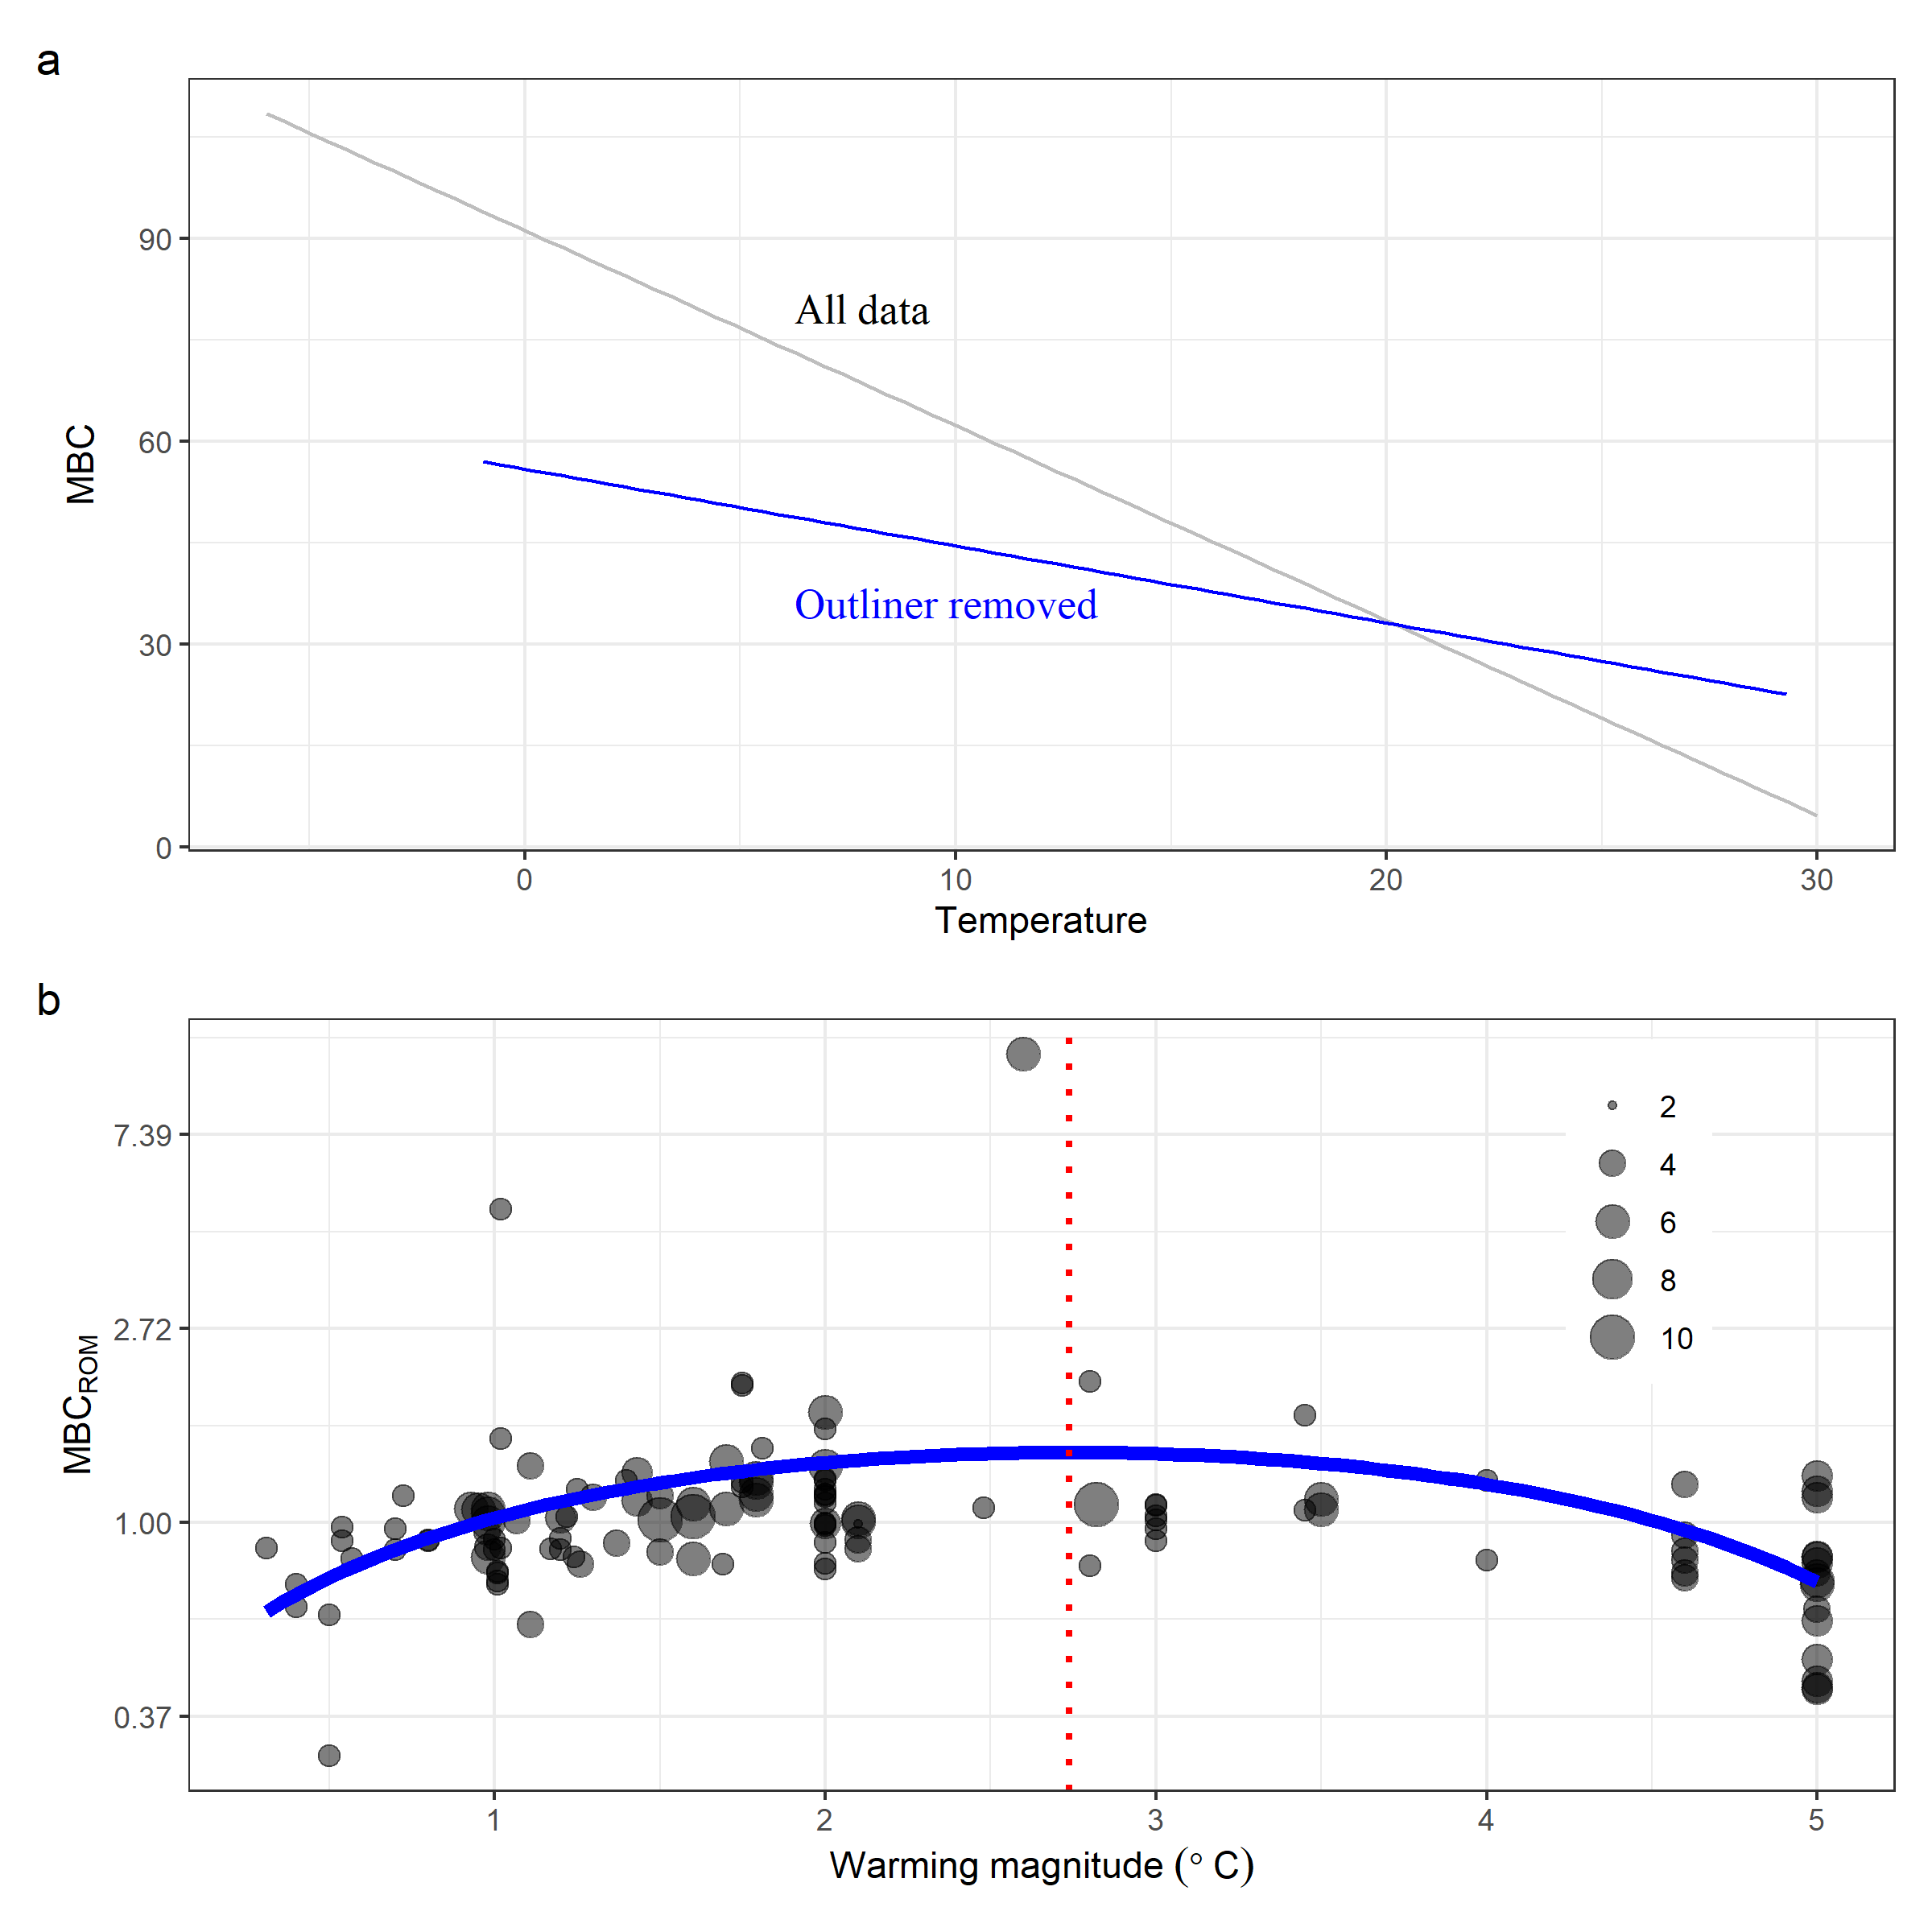 a
90
60
30
0
MBC
All data
Outliner removed
0 10 20 30
Temperature
b
7.39
2.72
1.00
0.37
MBCROM
2
4
6
8
10
1 2 3 4 5
Warming magnitude (° C)